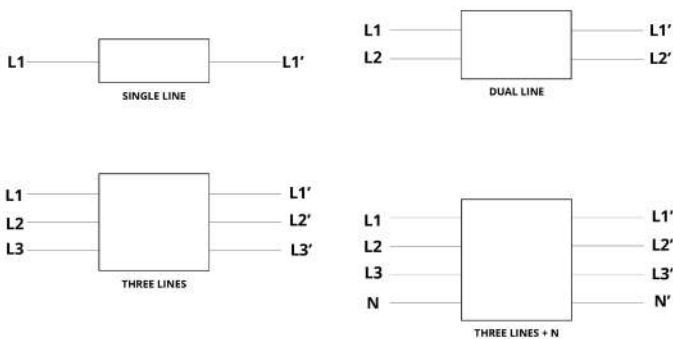 L1 L1'
SINGLE LINE
L1 L1'
L2 L2'
DUAL LINE
L1 L1'
L2 L2'
L3 L3'
THREE LINES
L1 L1'
L2 L2'
L3 L3'
N N'
THREE LINES + N